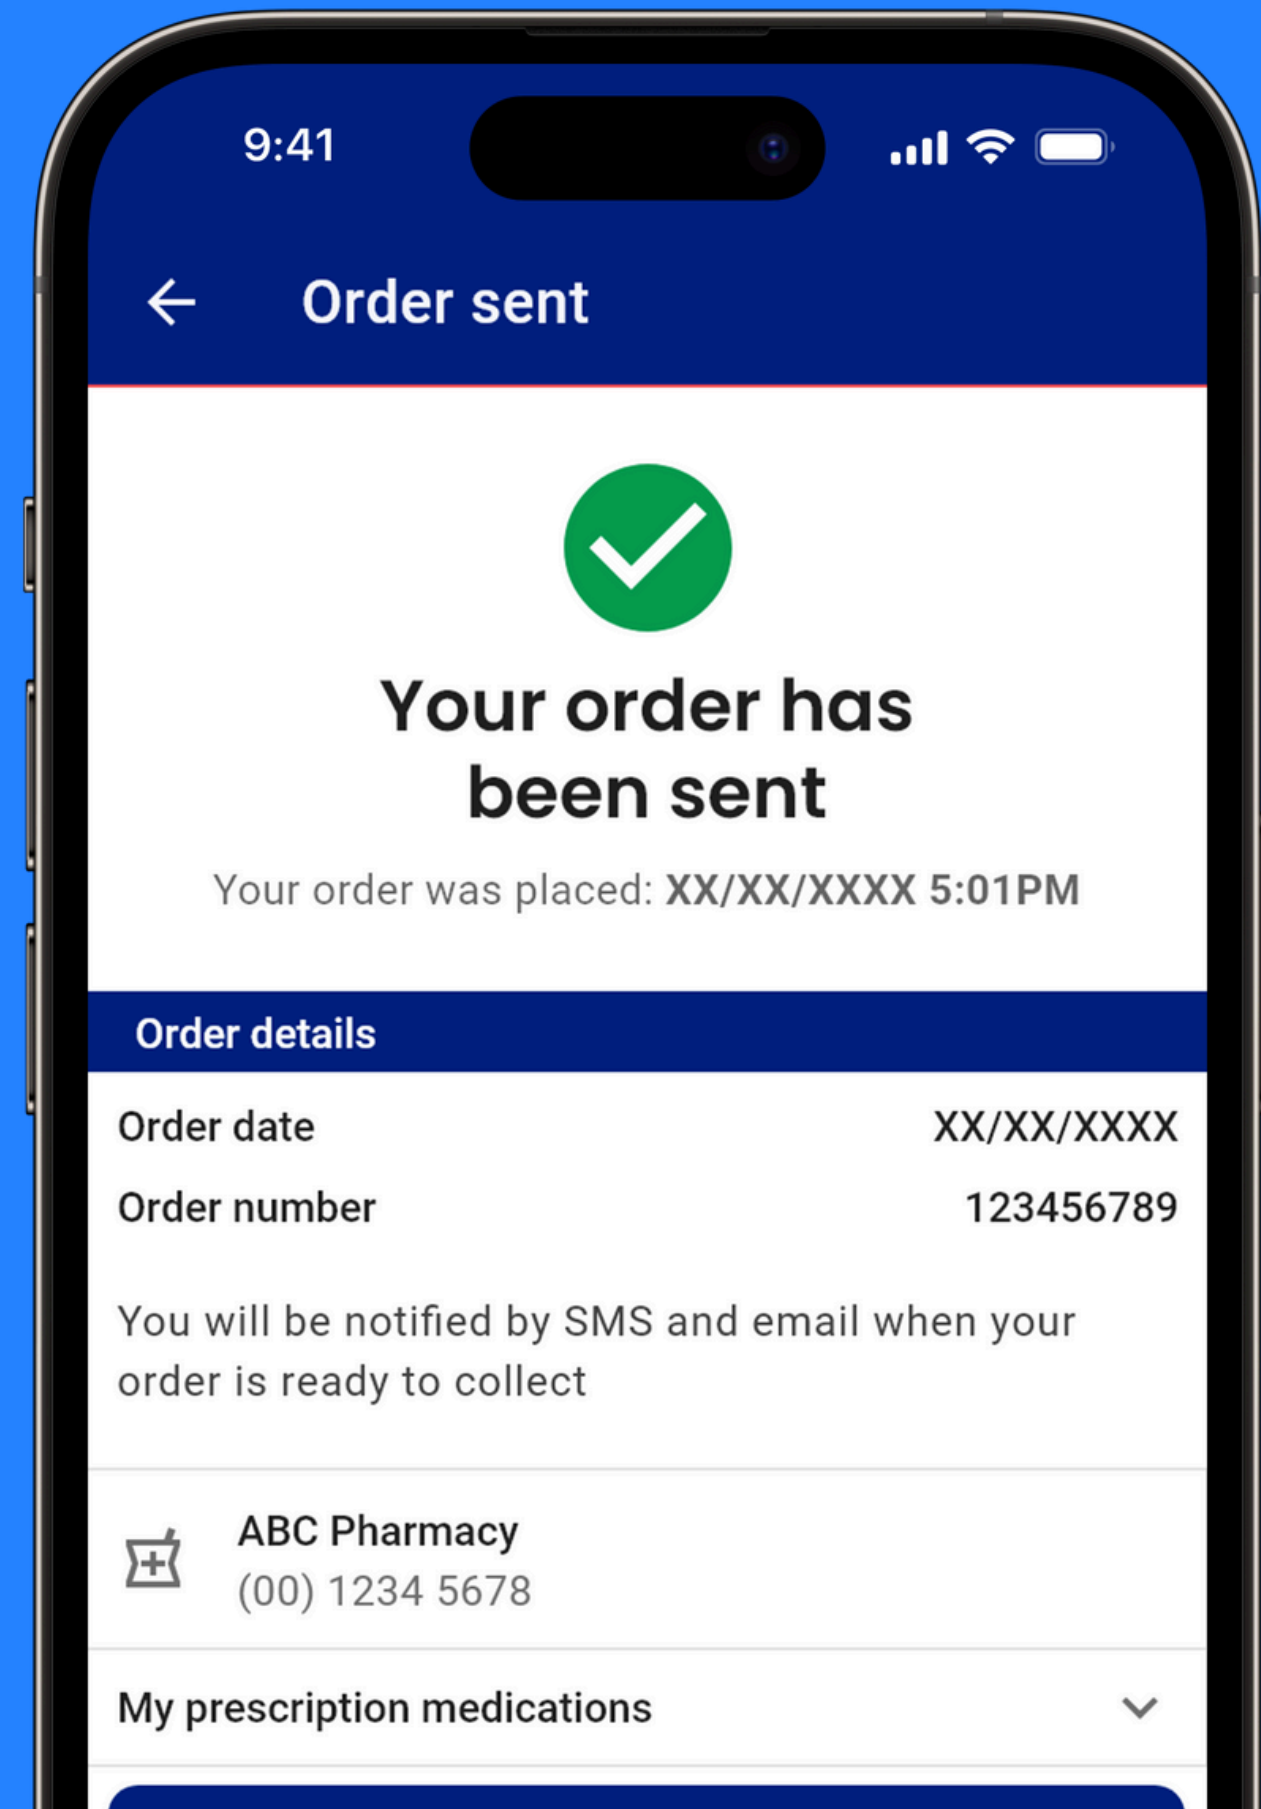 9:41
Order sent
Your order has
been sent
Your order was placed: XX/XX/XXXX 5:01PM
Order details
Order date XX/XX/XXXX
Order number 123456789
You will be notified by SMS and email when your
order is ready to collect
ABC Pharmacy
(00) 1234 5678
My prescription medications